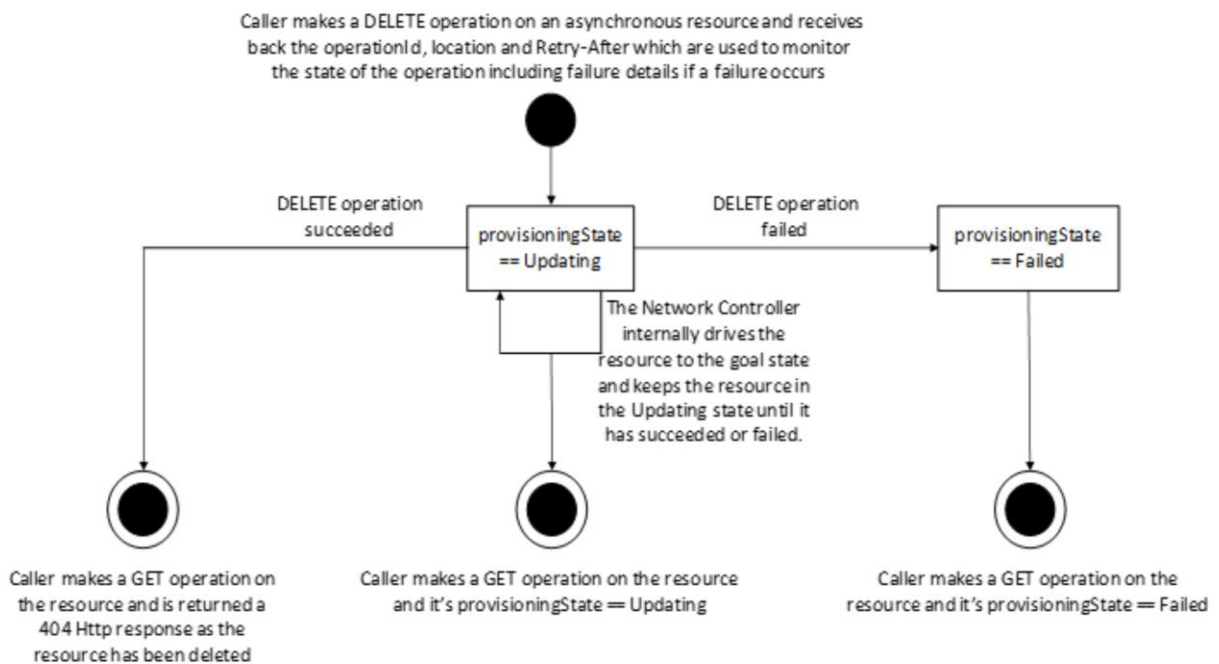 Caller makes a DELETE operation on an asynchronous resource and receives
back the operationId, location and Retry-After which are used to monitor
the state of the operation including failure details if a failure occurs
DELETE operation
succeeded
provisioningState
== Updating
DELETE operation
failed
provisioningState
== Failed
The Network Controller
internally drives the
resource to the goal state
and keeps the resource in
the Updating state until it
has succeeded or failed.
Caller makes a GET operation on
the resource and is returned a
404 Http response as the
resource has been deleted
Caller makes a GET operation on the resource
and it's provisioningState == Updating
Caller makes a GET operation on the
resource and it's provisioningState == Failed